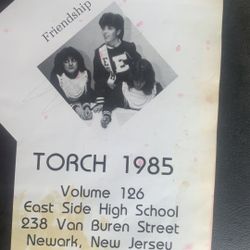 Friendship
E
TORCH 1985
Volume 126
East Side High School
238 Van Buren Street
Newark, New Jersey